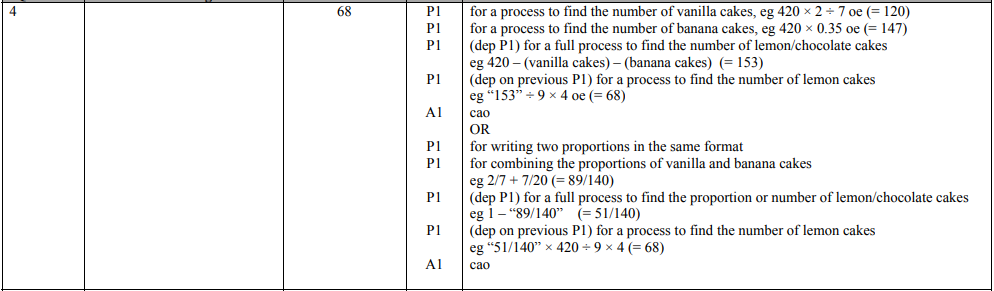 4 68 P1 for a process to find the number of vanilla cakes, eg 420 × 2 ÷ 7 oe (= 120)
P1 for a process to find the number of banana cakes, eg 420 × 0.35 oe (= 147)
P1 (dep P1) for a full process to find the number of lemon/chocolate cakes
eg 420 – (vanilla cakes) – (banana cakes) (= 153)
P1 (dep on previous P1) for a process to find the number of lemon cakes
eg “153” ÷ 9 × 4 oe (= 68)
A1 cao
OR
P1 for writing two proportions in the same format
P1 for combining the proportions of vanilla and banana cakes
eg 2/7 + 7/20 (= 89/140)
P1 (dep P1) for a full process to find the proportion or number of lemon/chocolate cakes
eg 1 – “89/140” (= 51/140)
P1 (dep on previous P1) for a process to find the number of lemon cakes
eg “51/140” × 420 ÷ 9 × 4 (= 68)
A1 cao